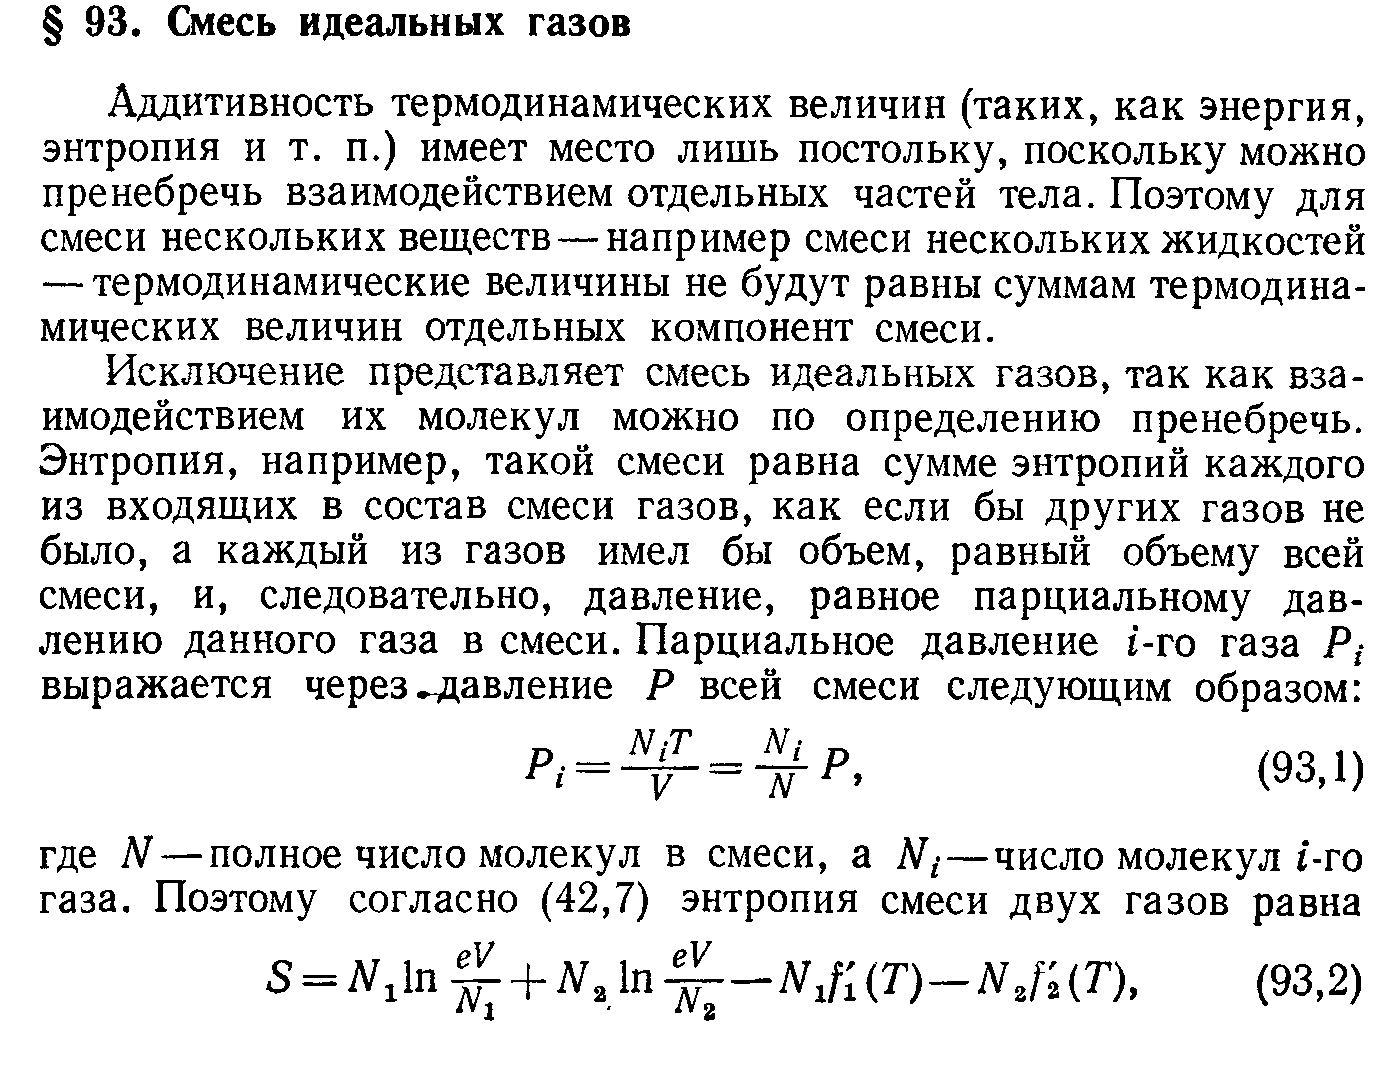 § 93. Смесь идеальных газов
Аддитивность термодинамических величин (таких, как энергия,
энтропия и т. п.) имеет место лишь постольку, поскольку можно
пренебречь взаимодействием отдельных частей тела. Поэтому для
смеси нескольких веществ — например смеси нескольких жидкостей
— термодинамические величины не будут равны суммам термодина-
мических величин отдельных компонент смеси.
Исключение представляет смесь идеальных газов, так как вза-
имодействием их молекул можно по определению пренебречь.
Энтропия, например, такой смеси равна сумме энтропий каждого
из входящих в состав смеси газов, как если бы других газов не
было, а каждый из газов имел бы объем, равный объему всей
смеси, и, следовательно, давление, равное парциальному дав-
лению данного газа в смеси. Парциальное давление i-го газа P_i
выражается через давление P всей смеси следующим образом:
P_i = \frac{N_i T}{V} = \frac{N_i}{N} P, (93,1)
где N — полное число молекул в смеси, а N_i — число молекул i-го
газа. Поэтому согласно (42,7) энтропия смеси двух газов равна
S = N_1 ln \frac{eV}{N_1} + N_2 ln \frac{eV}{N_2} — N_1 f'_1 (T) — N_2 f'_2 (T), (93,2)